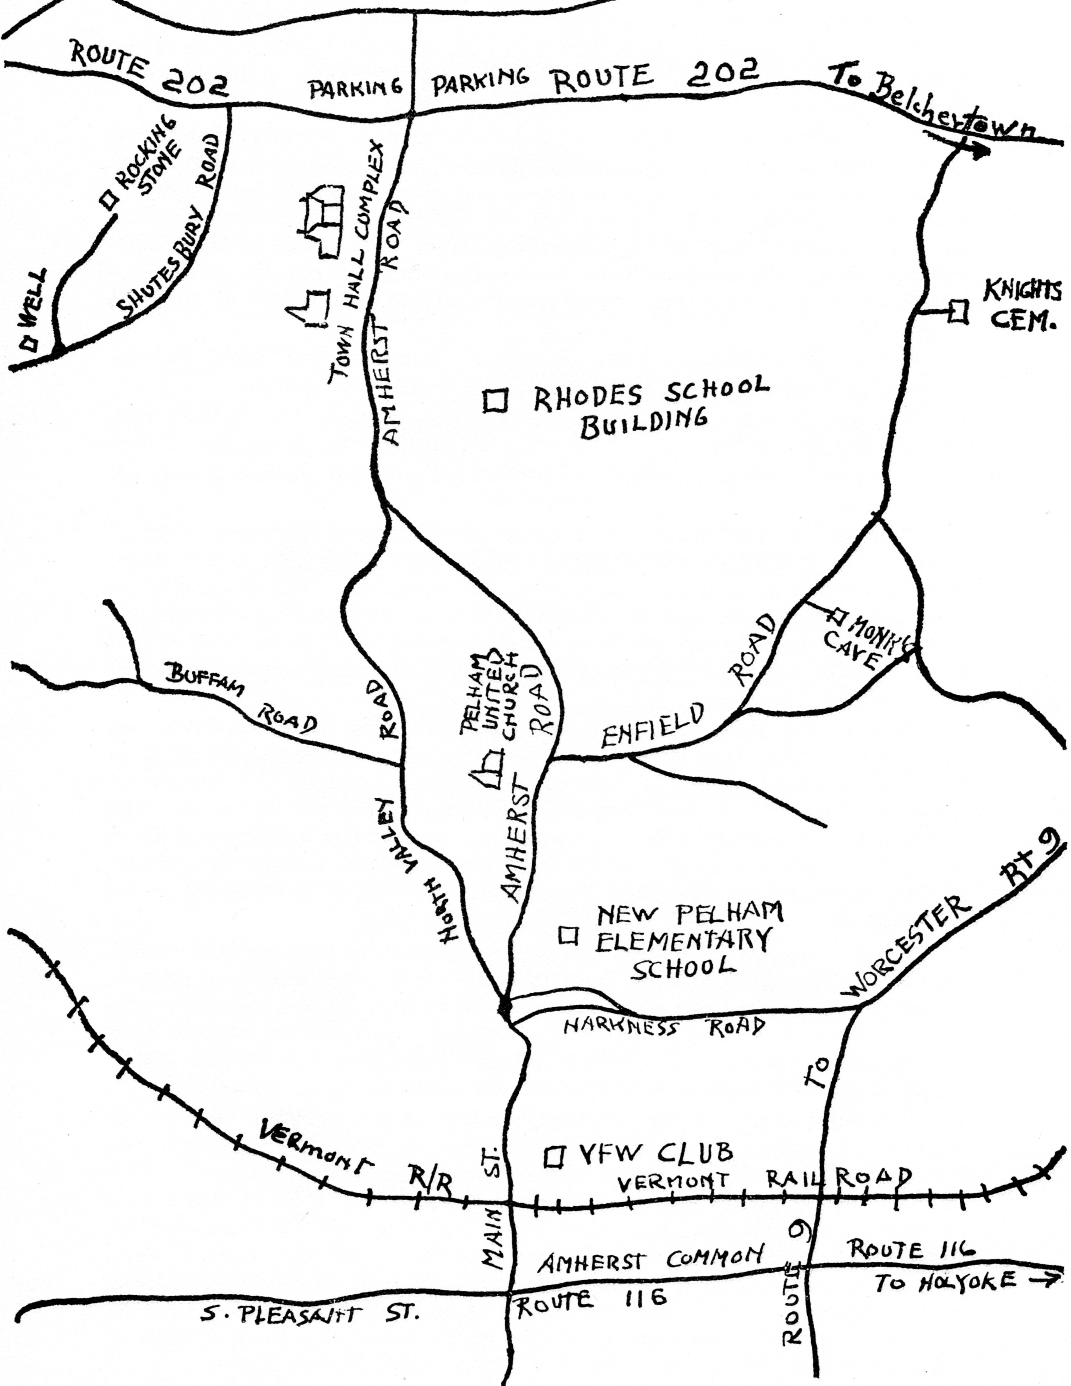 ROUTE 202
PARKING
PARKING
ROUTE 202
To Belchertown
ROCKING
STONE
SHUTESBURY ROAD
WELL
TOWN HALL COMPLEX
AMHERST ROAD
KNIGHTS
CEM.
RHODES SCHOOL
BUILDING
MONK'S
CAVE
ENFIELD ROAD
BUFFAM ROAD
NORTH VALLEY ROAD
PELHAM
UNITED
CHURCH
AMHERST ROAD
NEW PELHAM
ELEMENTARY
SCHOOL
HARKNESS ROAD
TO WORCESTER Rt 9
VERMONT R/R
VFW CLUB
VERMONT RAILROAD
MAIN ST.
AMHERST COMMON
ROUTE 9
ROUTE 116
TO HOLYOKE
S. PLEASANT ST.
ROUTE 116